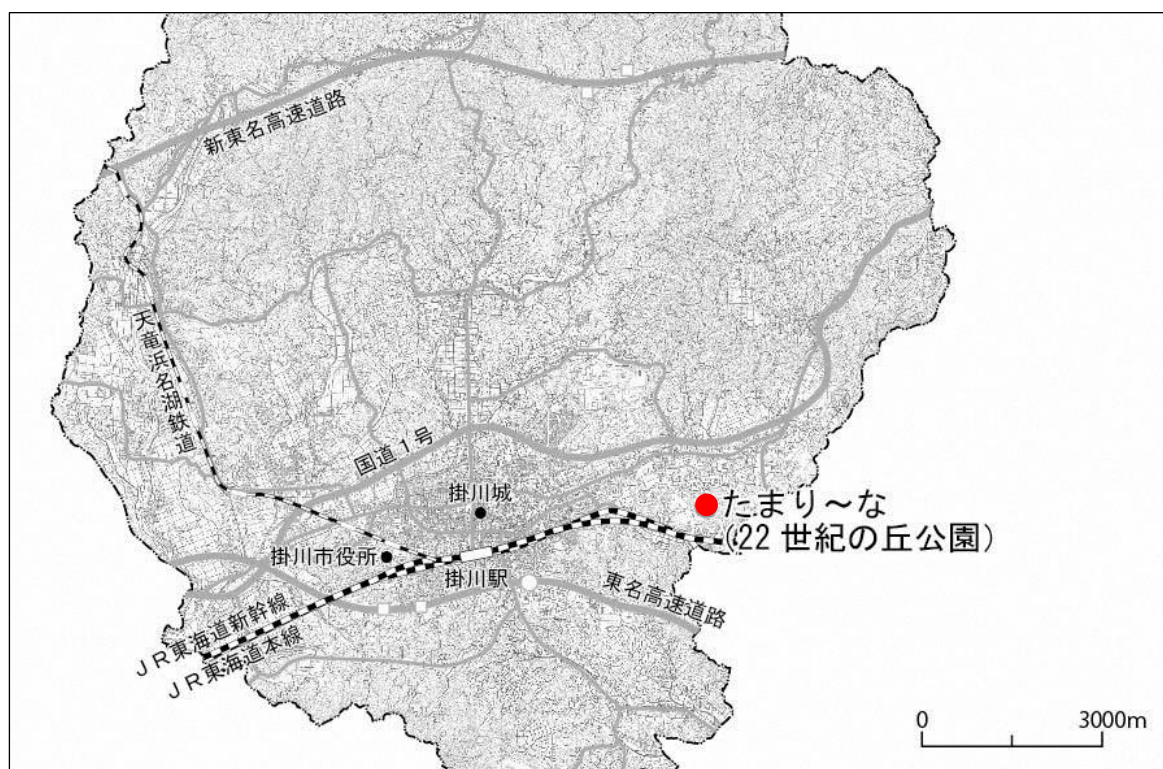 新東名高速道路
天竜浜名湖鉄道
国道1号
掛川城
たまり～な
(22世紀の丘公園)
掛川市役所
掛川駅
東名高速道路
JR東海道新幹線
JR東海道本線
0 3000m